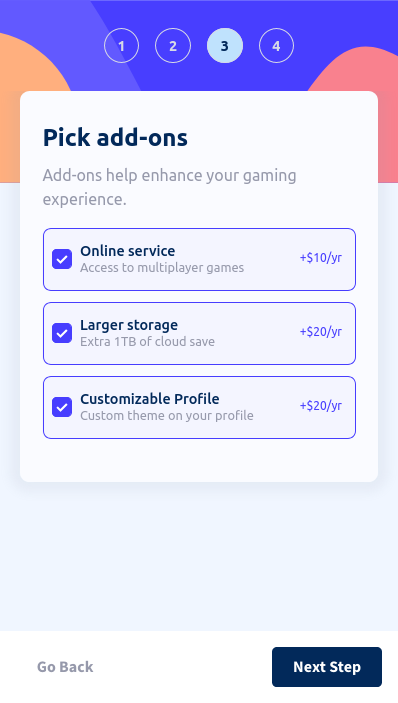 1 2 3 4
Pick add-ons
Add-ons help enhance your gaming
experience.
Online service
Access to multiplayer games
+$10/yr
Larger storage
Extra 1TB of cloud save
+$20/yr
Customizable Profile
Custom theme on your profile
+$20/yr
Go Back
Next Step